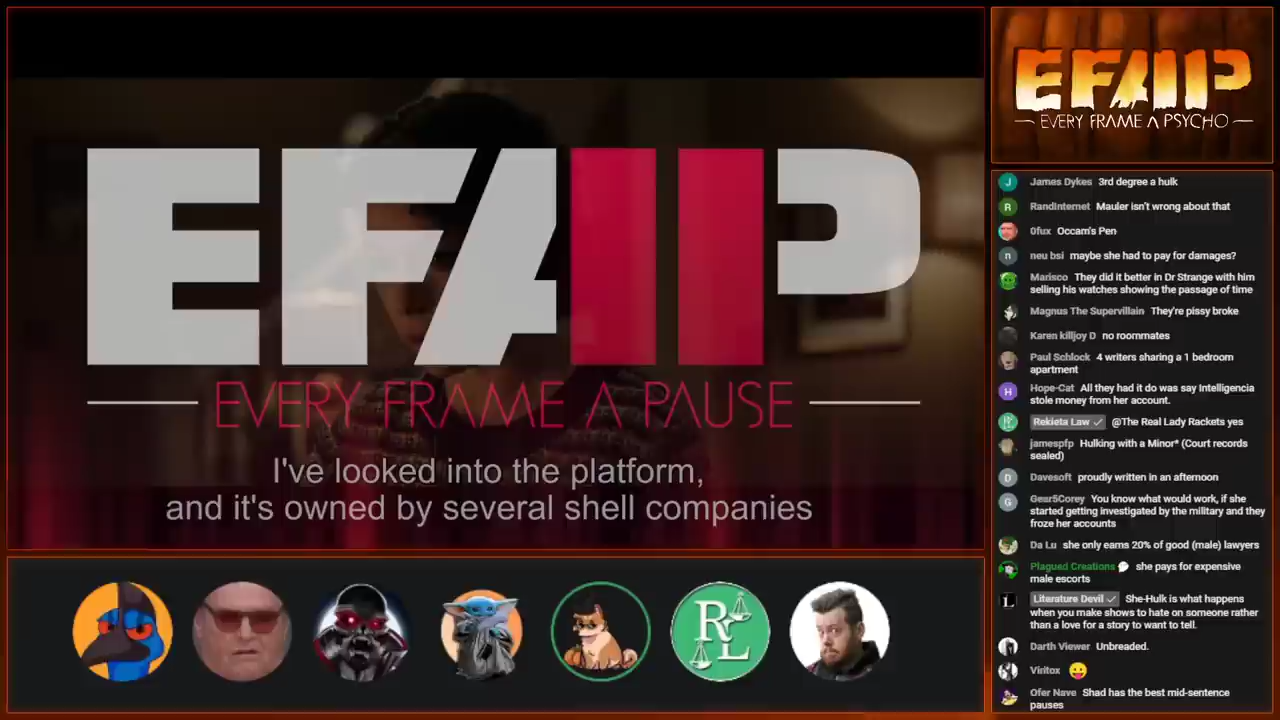 EFAIIP
EVERY FRAME A PAUSE
I've looked into the platform,
and it's owned by several shell companies
RL
EFAIIP
EVERY FRAME A PSYCHO
J James Dykes 3rd degree a hulk
R RandInternet Mauler isn't wrong about that
0fux Occam's Pen
n neu bsi maybe she had to pay for damages?
Marisco They did it better in Dr Strange with him
selling his watches showing the passage of time
Magnus The Supervillain They're pissy broke
Karen killjoy D no roommates
Paul Schlock 4 writers sharing a 1 bedroom
apartment
H Hope-Cat All they had it do was say Intelligencia
stole money from her account.
Rekieta Law @The Real Lady Rackets yes
jamespfp Hulking with a Minor* (Court records
sealed)
D Davesoft proudly written in an afternoon
G Gear5Corey You know what would work, if she
started getting investigated by the military and they
froze her accounts
Da Lu she only earns 20% of good (male) lawyers
Plagued Creations she pays for expensive
male escorts
L Literature Devil She-Hulk is what happens
when you make shows to hate on someone rather
than a love for a story to want to tell.
Darth Viewer Unbreaded.
Viritox
Ofer Nave Shad has the best mid-sentence
pauses